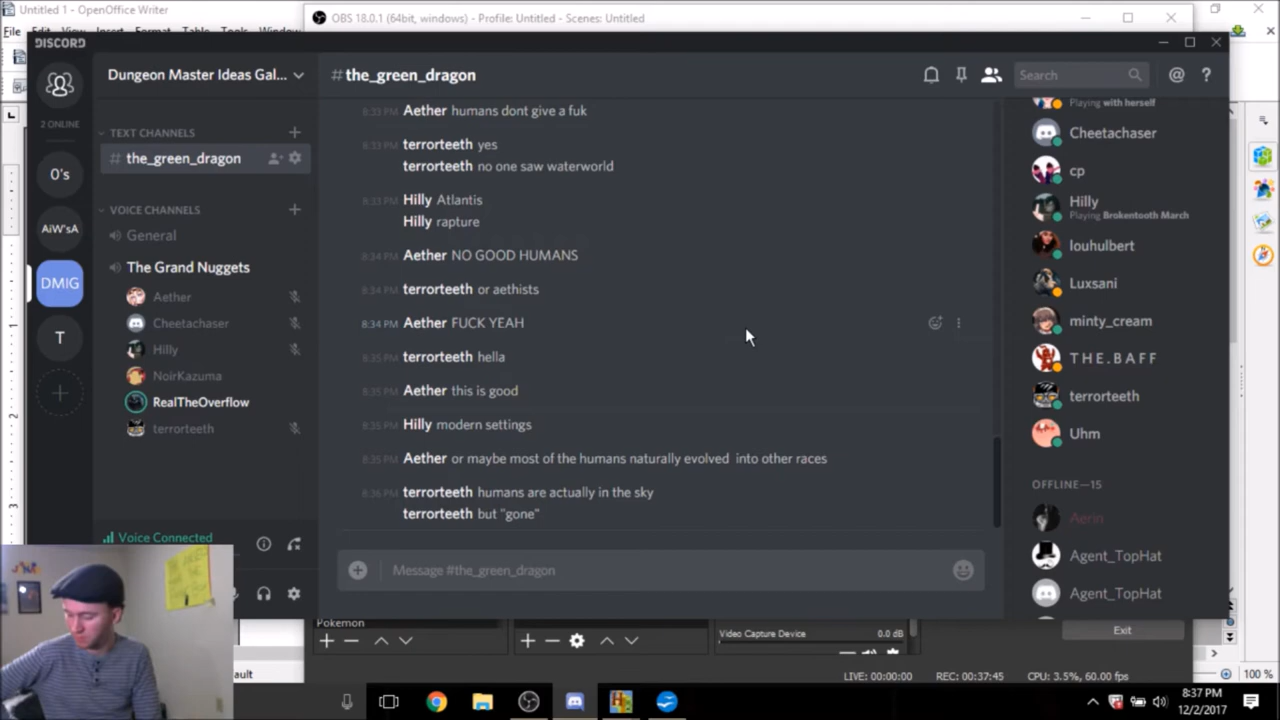 Untitled 1 - OpenOffice Writer
OBS 18.0.1 (64bit, windows) - Profile: Untitled - Scenes: Untitled
File Edit View Insert Format Table Tools Window
DISCORD
2 ONLINE
O's
AiW'sA
DMIG
T
Dungeon Master Ideas Gal...
TEXT CHANNELS
# the_green_dragon
VOICE CHANNELS
General
The Grand Nuggets
Aether
Cheetachaser
Hilly
NoirKazuma
RealTheOverflow
terrorteeth
Voice Connected
#the_green_dragon
Search
@ ?
8:33 PM Aether humans dont give a fuk
8:33 PM terrorteeth yes
terrorteeth no one saw waterworld
8:33 PM Hilly Atlantis
Hilly rapture
8:34 PM Aether NO GOOD HUMANS
8:34 PM terrorteeth or aethists
8:34 PM Aether FUCK YEAH
8:35 PM terrorteeth hella
8:35 PM Aether this is good
8:35 PM Hilly modern settings
8:35 PM Aether or maybe most of the humans naturally evolved into other races
8:36 PM terrorteeth humans are actually in the sky
terrorteeth but "gone"
Message #the_green_dragon
Playing with herself
Cheetachaser
cp
Hilly
Playing Brokentooth March
louhulbert
Luxsani
minty_cream
T H E . B A F F
terrorteeth
Uhm
OFFLINE—15
Aerin
Agent_TopHat
Agent_TopHat
Pokemon
Video Capture Device 0.0 dB
Exit
LIVE: 00:00:00 REC: 00:37:45 CPU: 3.5%, 60.00 fps
100 %
8:37 PM
12/2/2017